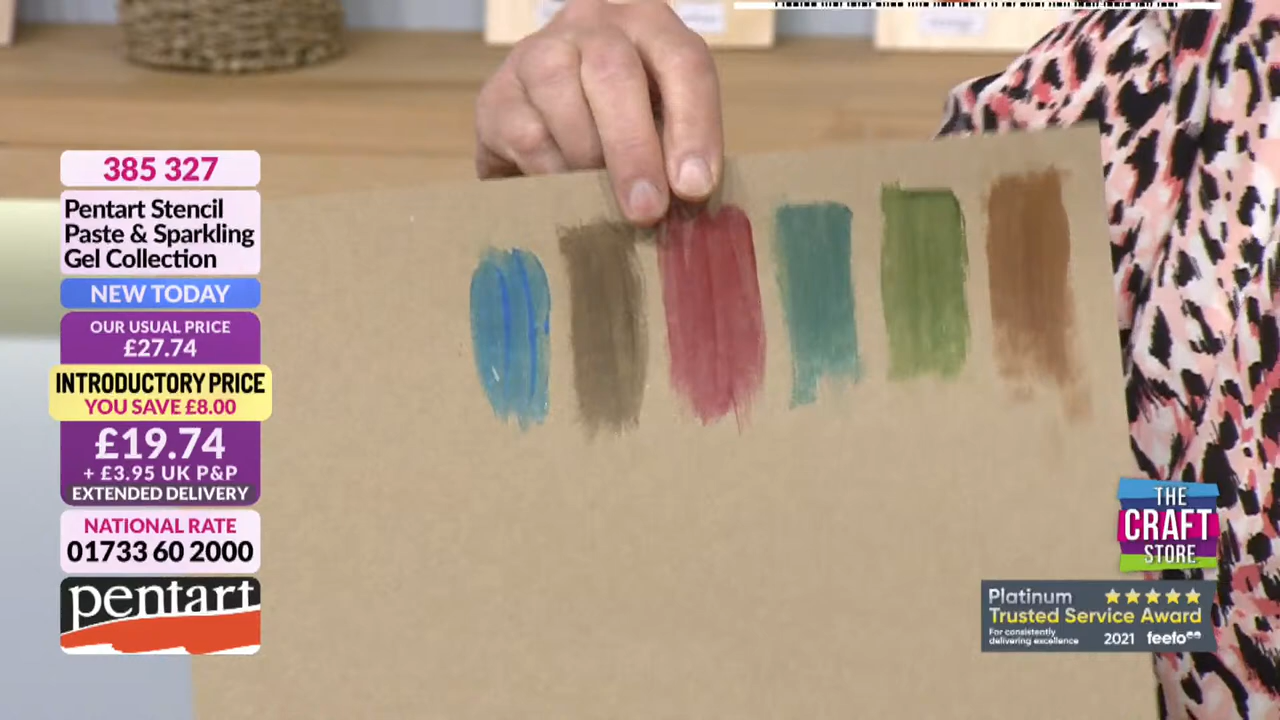 385 327
Pentart Stencil
Paste & Sparkling
Gel Collection
NEW TODAY
OUR USUAL PRICE
£27.74
INTRODUCTORY PRICE
YOU SAVE £8.00
£19.74
+ £3.95 UK P&P
EXTENDED DELIVERY
NATIONAL RATE
01733 60 2000
pentart
THE
CRAFT
STORE
Platinum
Trusted Service Award
For consistently
delivering excellence
2021 feefo